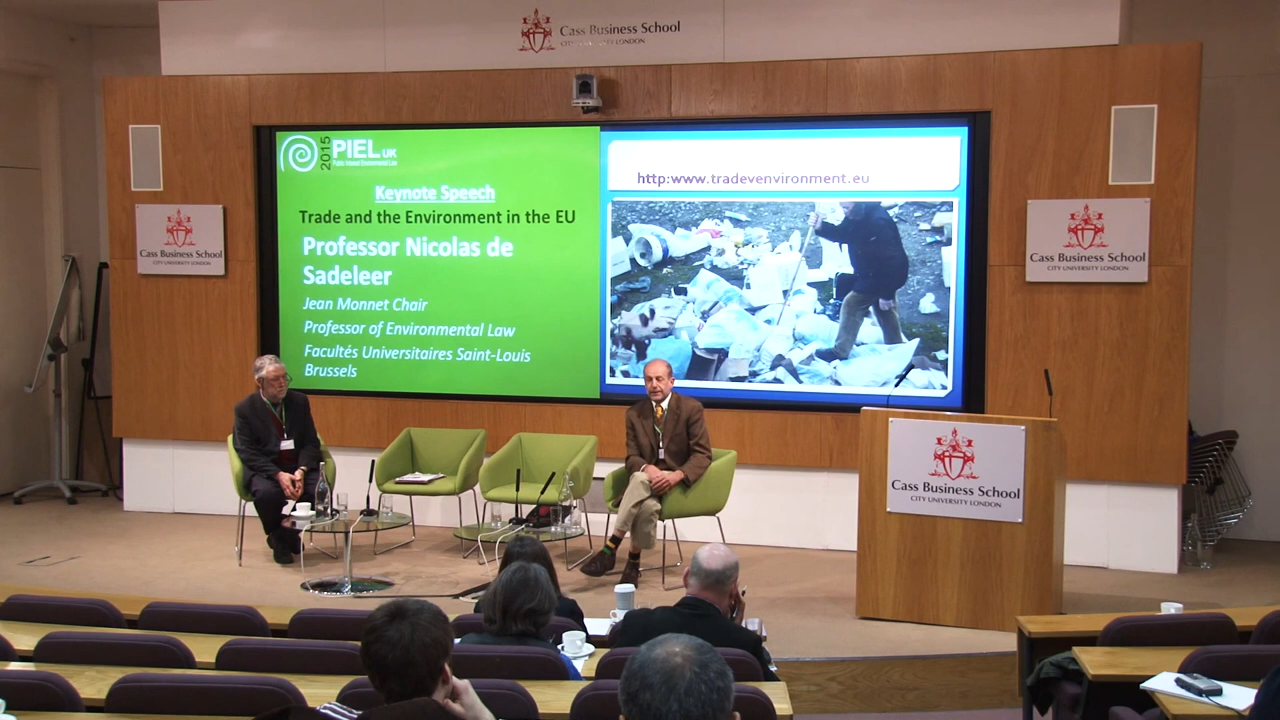 Cass Business School
CITY UNIVERSITY LONDON
2015
PIEL UK
Public Interest Environmental Law
Keynote Speech
Trade and the Environment in the EU
Professor Nicolas de
Sadeleer
Jean Monnet Chair
Professor of Environmental Law
Facultés Universitaires Saint-Louis
Brussels
http:www.tradevenvironment.eu
Cass Business School
CITY UNIVERSITY LONDON
Cass Business School
CITY UNIVERSITY LONDON
Cass Business School
CITY UNIVERSITY LONDON